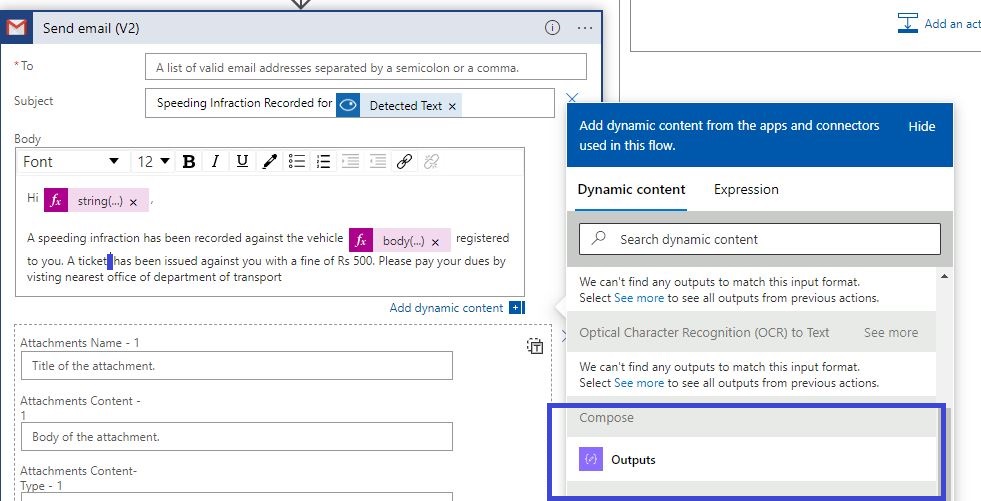 Send email (V2)
* To
A list of valid email addresses separated by a semicolon or a comma.
Subject
Speeding Infraction Recorded for Detected Text ×
Body
Font 12 B I U
Hi fx string(...) × ,
A speeding infraction has been recorded against the vehicle fx body(...) × registered
to you. A ticket has been issued against you with a fine of Rs 500. Please pay your dues by
visting nearest office of department of transport
Add dynamic content
Attachments Name - 1
Title of the attachment.
Attachments Content -
1
Body of the attachment.
Attachments Content-
Type - 1
Add an act
Add dynamic content from the apps and connectors
used in this flow.
Hide
Dynamic content Expression
Search dynamic content
We can't find any outputs to match this input format.
Select See more to see all outputs from previous actions.
Optical Character Recognition (OCR) to Text See more
We can't find any outputs to match this input format.
Select See more to see all outputs from previous actions.
Compose
Outputs